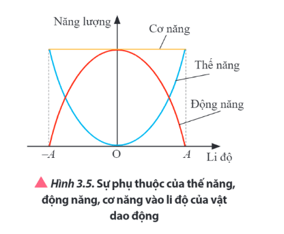 Năng lượng
Cơ năng
Thế năng
Động năng
−A
O
A
Li độ
Hình 3.5. Sự phụ thuộc của thế năng,
động năng, cơ năng vào li độ của vật
dao động